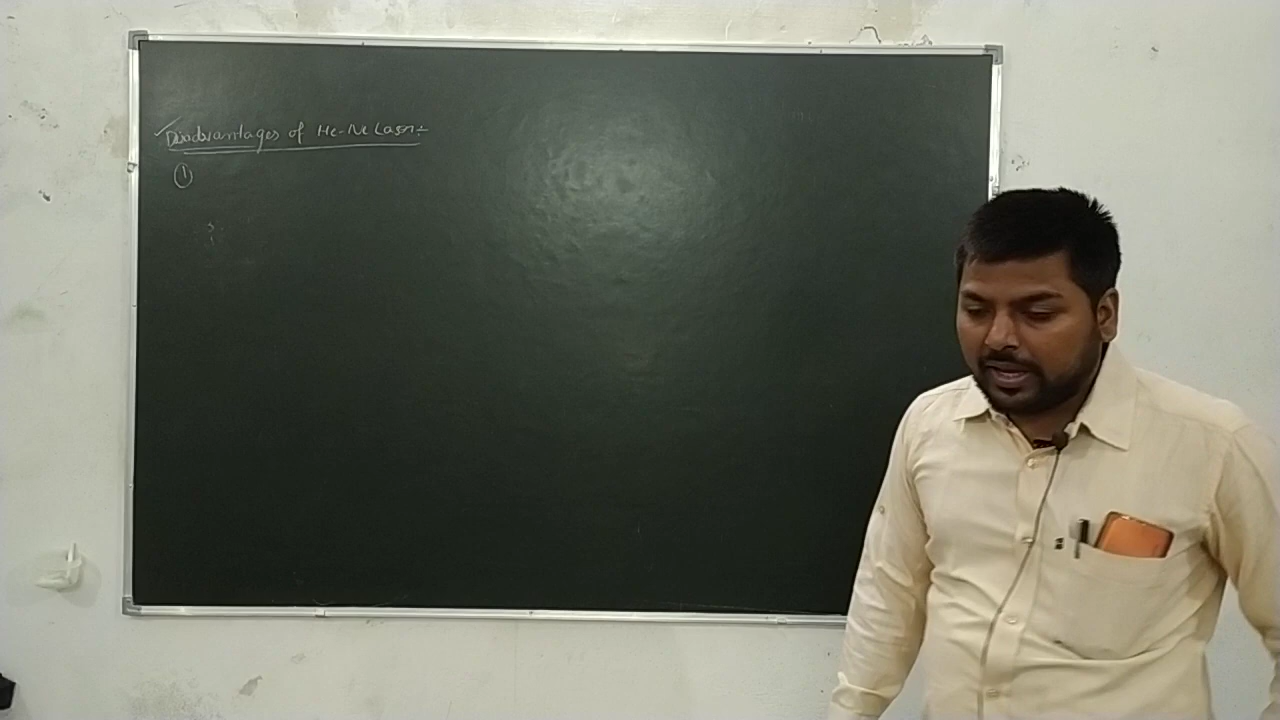 Disadvantages of He-Ne Laser:-
①